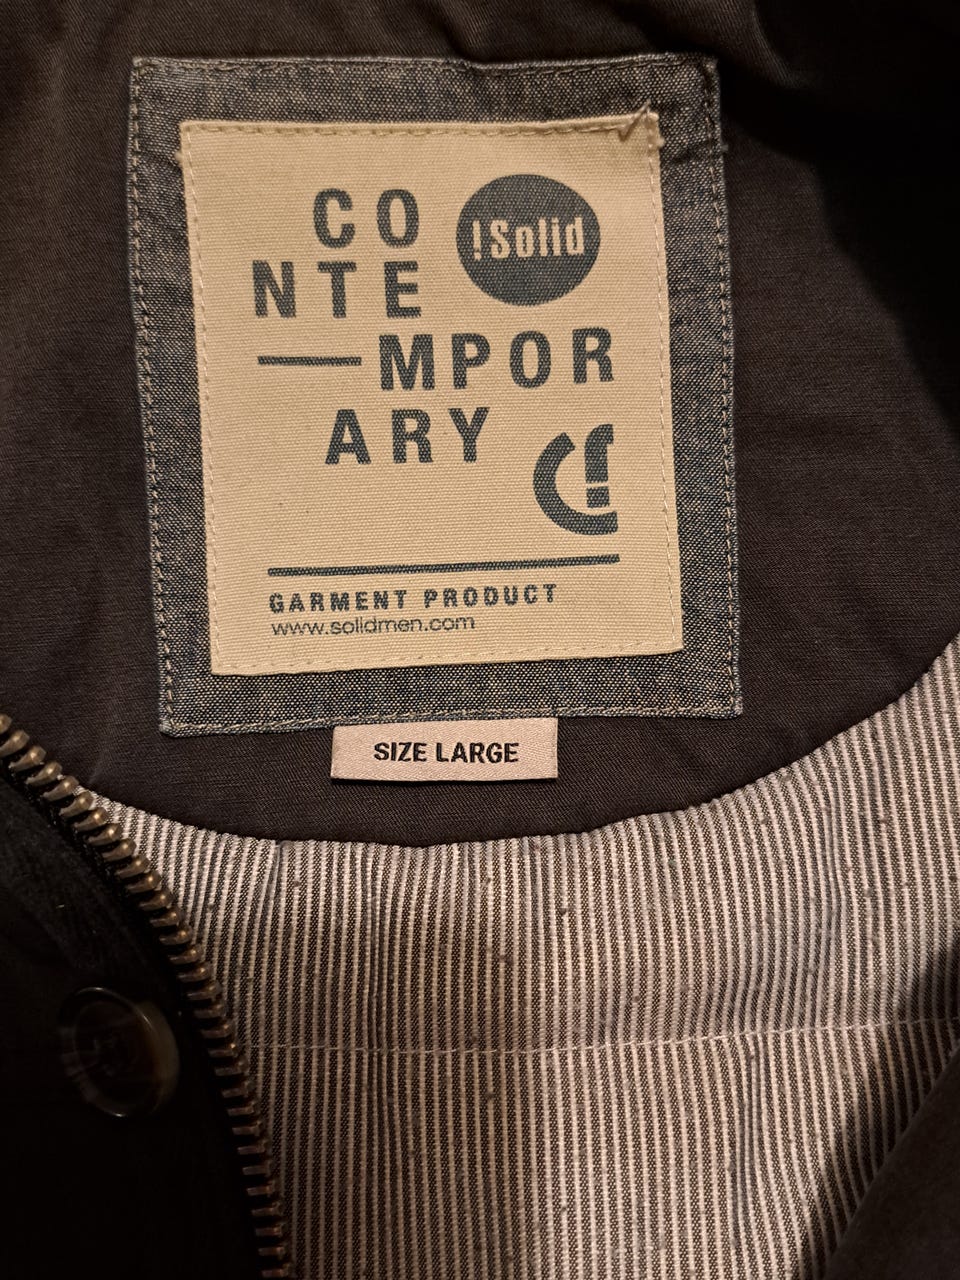 CO
!Solid
NTE
MPOR
ARY
GARMENT PRODUCT
www.solidmen.com
SIZE LARGE